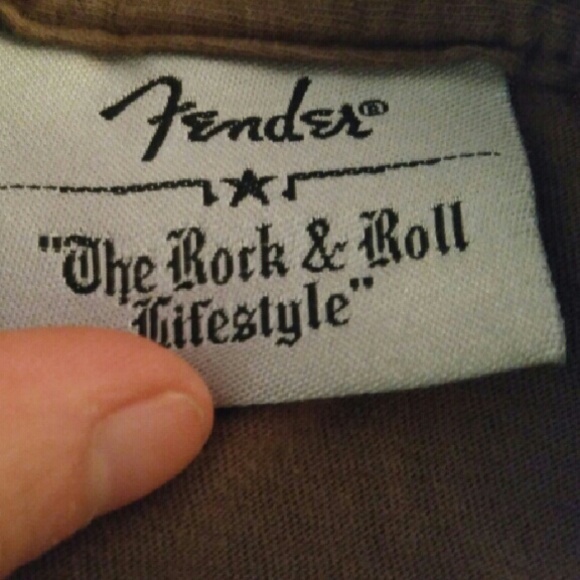 Fender®
"The Rock & Roll
Lifestyle"